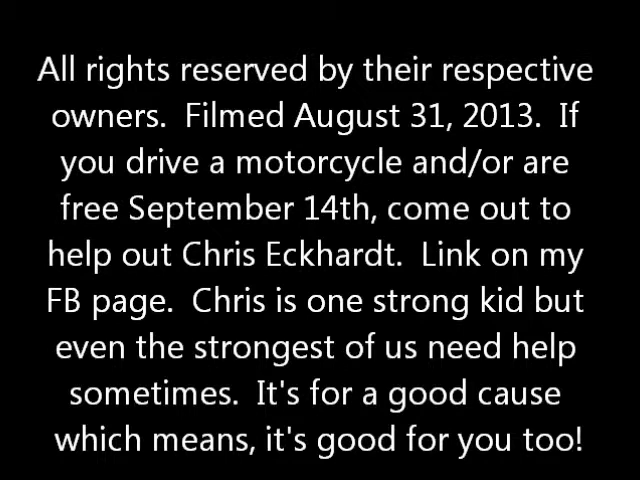 All rights reserved by their respective
owners.  Filmed August 31, 2013.  If
you drive a motorcycle and/or are
free September 14th, come out to
help out Chris Eckhardt.  Link on my
FB page.  Chris is one strong kid but
even the strongest of us need help
sometimes.  It's for a good cause
which means, it's good for you too!